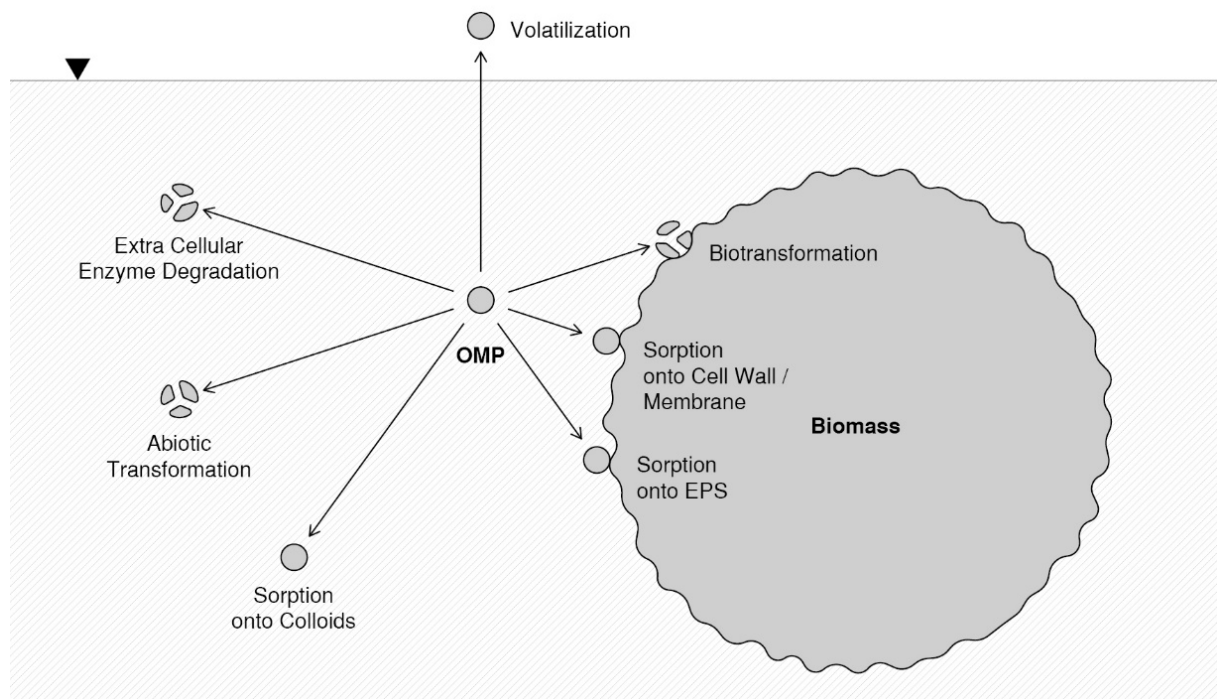 Volatilization
Extra Cellular
Enzyme Degradation
Biotransformation
OMP
Sorption
onto Cell Wall /
Membrane
Biomass
Abiotic
Transformation
Sorption
onto EPS
Sorption
onto Colloids